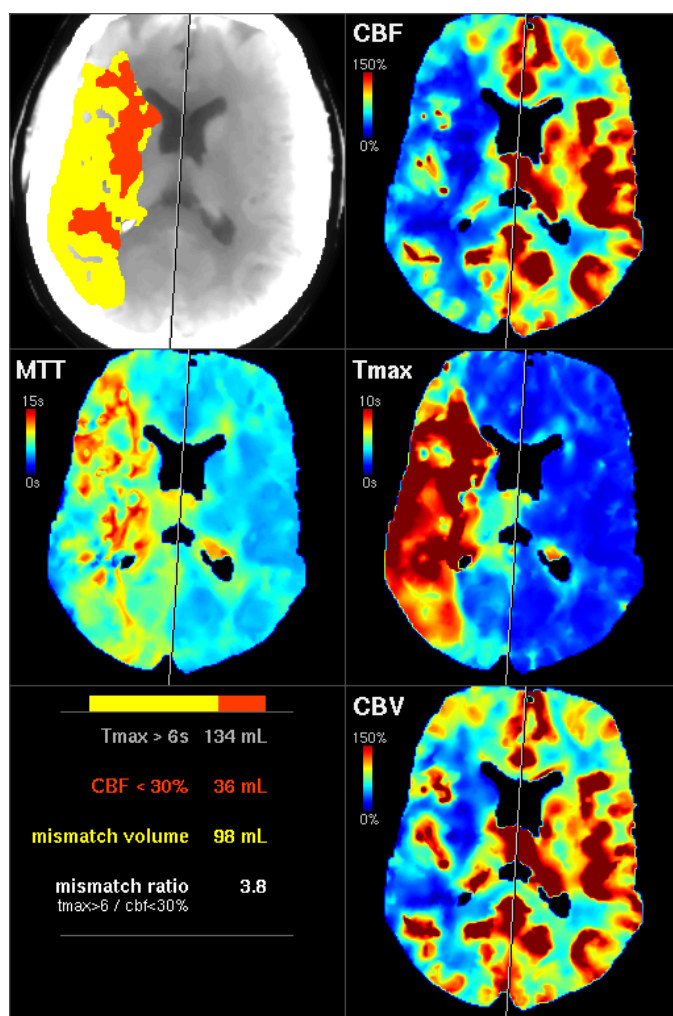 CBF
150%
0%
MTT
15s
0s
Tmax
10s
0s
Tmax > 6s 134 mL
CBF < 30% 36 mL
mismatch volume 98 mL
mismatch ratio 3.8
tmax>6 / cbf<30%
CBV
150%
0%